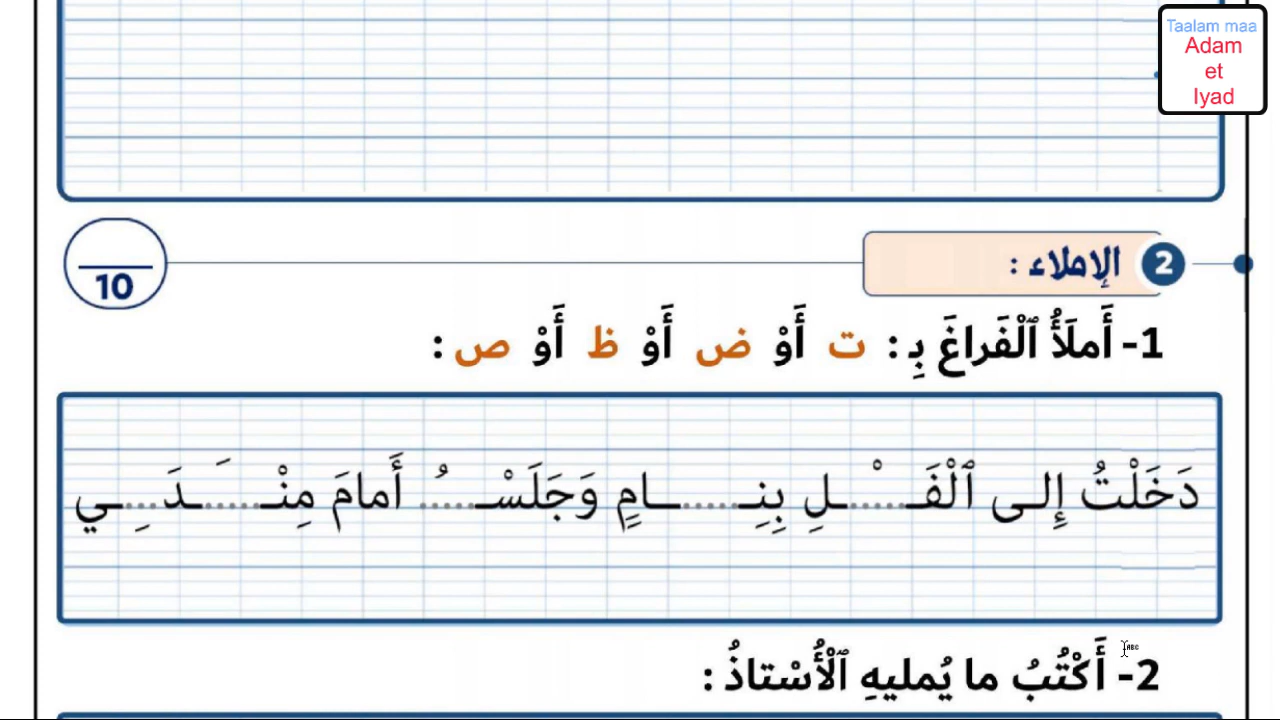 Taalam maa
Adam
et
Iyad
2 الإملاء :
10
1- أَملَأُ ٱلْفَراغَ بِـ : ت أَوْ ض أَوْ ظ أَوْ ص :
دَخَلْتُ إِلـى ٱلْفَـ.....ْـلِ بِنِـ.....ـامٍ وَجَلَسْـ.....ُ أَمامَ مِنْـ.....َـدَـ....ِـي
2- أَكْتُبُ ما يُمليهِ ٱلْأُسْتاذُ :